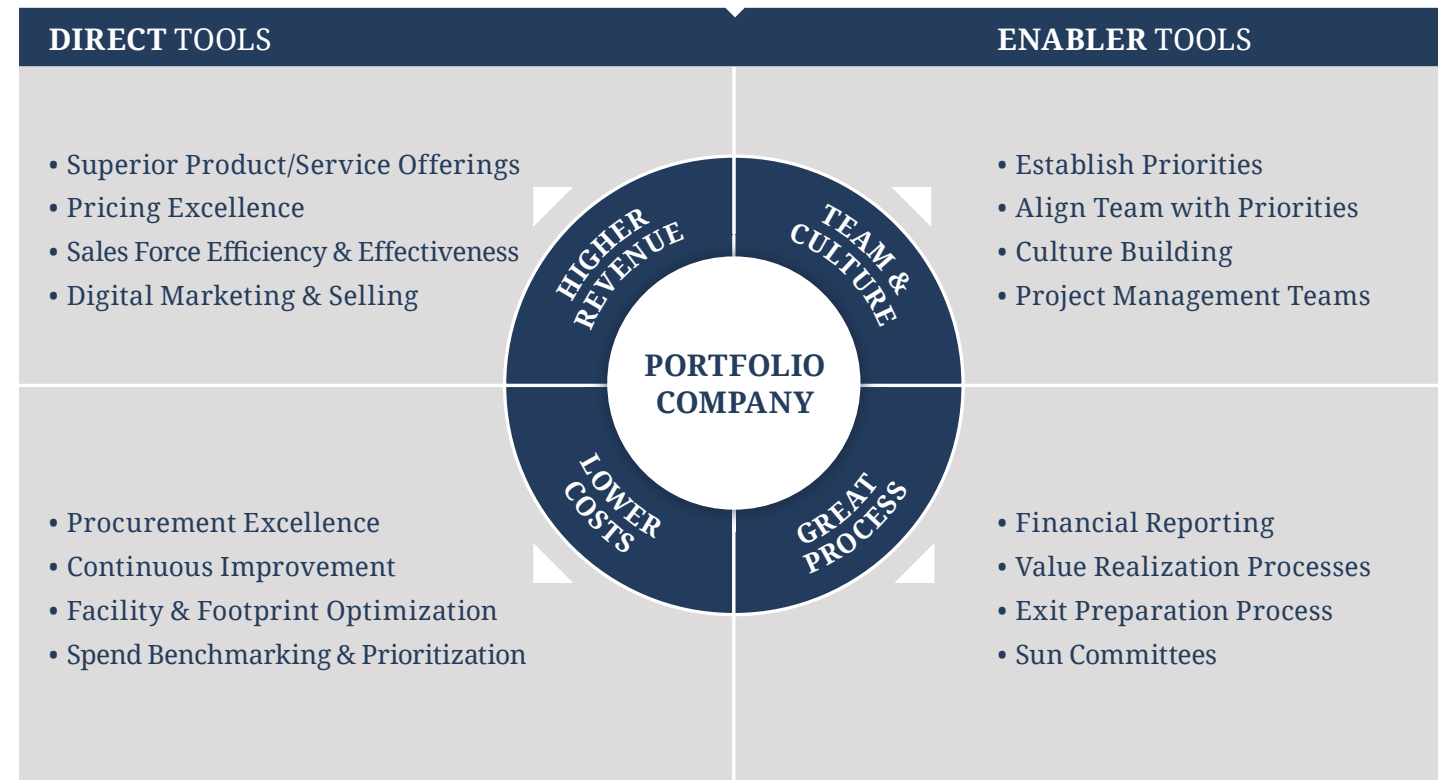 DIRECT TOOLS
ENABLER TOOLS
• Superior Product/Service Offerings
• Pricing Excellence
• Sales Force Efficiency & Effectiveness
• Digital Marketing & Selling
HIGHER
REVENUE
TEAM &
CULTURE
• Establish Priorities
• Align Team with Priorities
• Culture Building
• Project Management Teams
PORTFOLIO
COMPANY
• Procurement Excellence
• Continuous Improvement
• Facility & Footprint Optimization
• Spend Benchmarking & Prioritization
LOWER
COSTS
GREAT
PROCESS
• Financial Reporting
• Value Realization Processes
• Exit Preparation Process
• Sun Committees